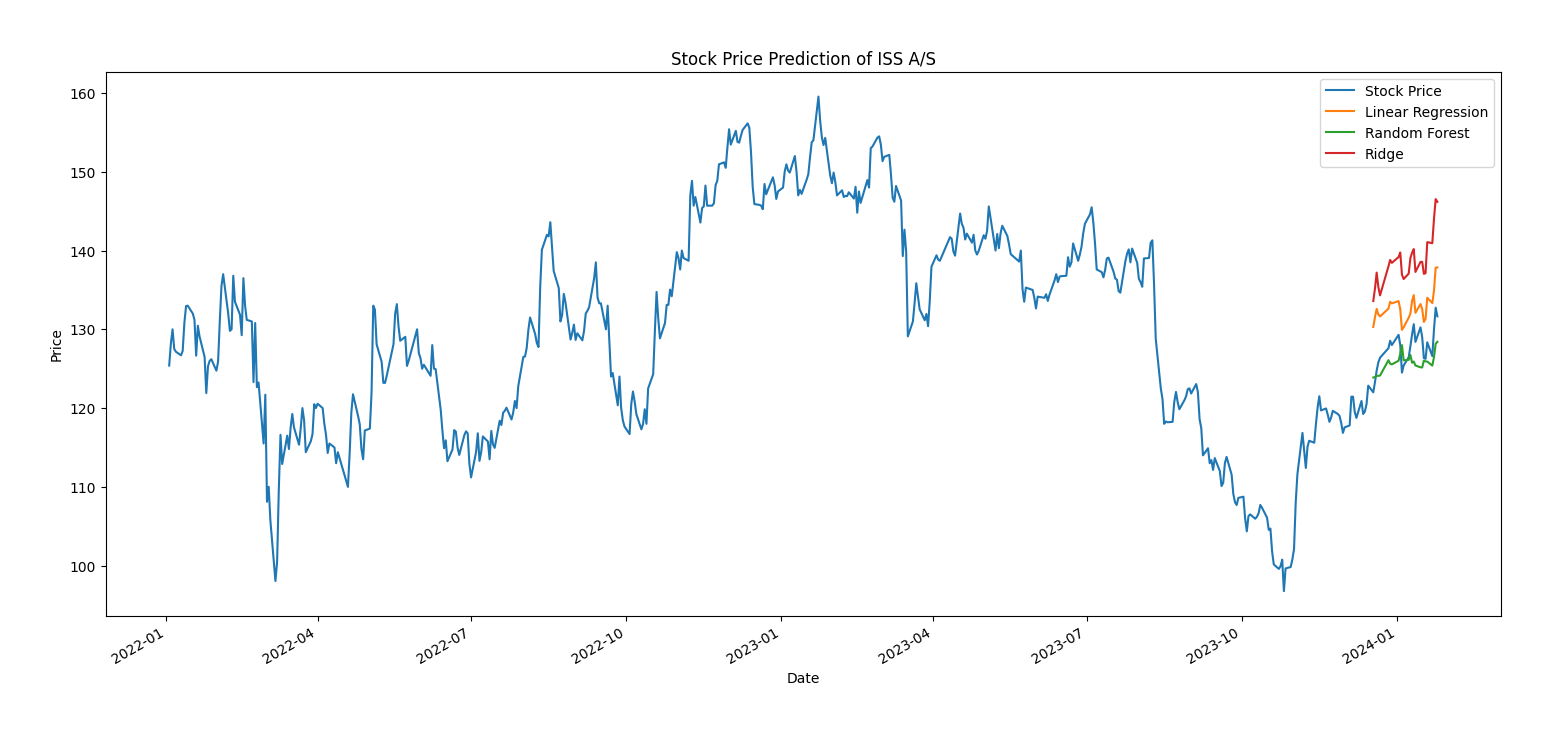 Stock Price Prediction of ISS A/S
160
150
140
130
120
110
100
Price
Stock Price
Linear Regression
Random Forest
Ridge
2022-01
2022-04
2022-07
2022-10
2023-01
2023-04
2023-07
2023-10
2024-01
Date